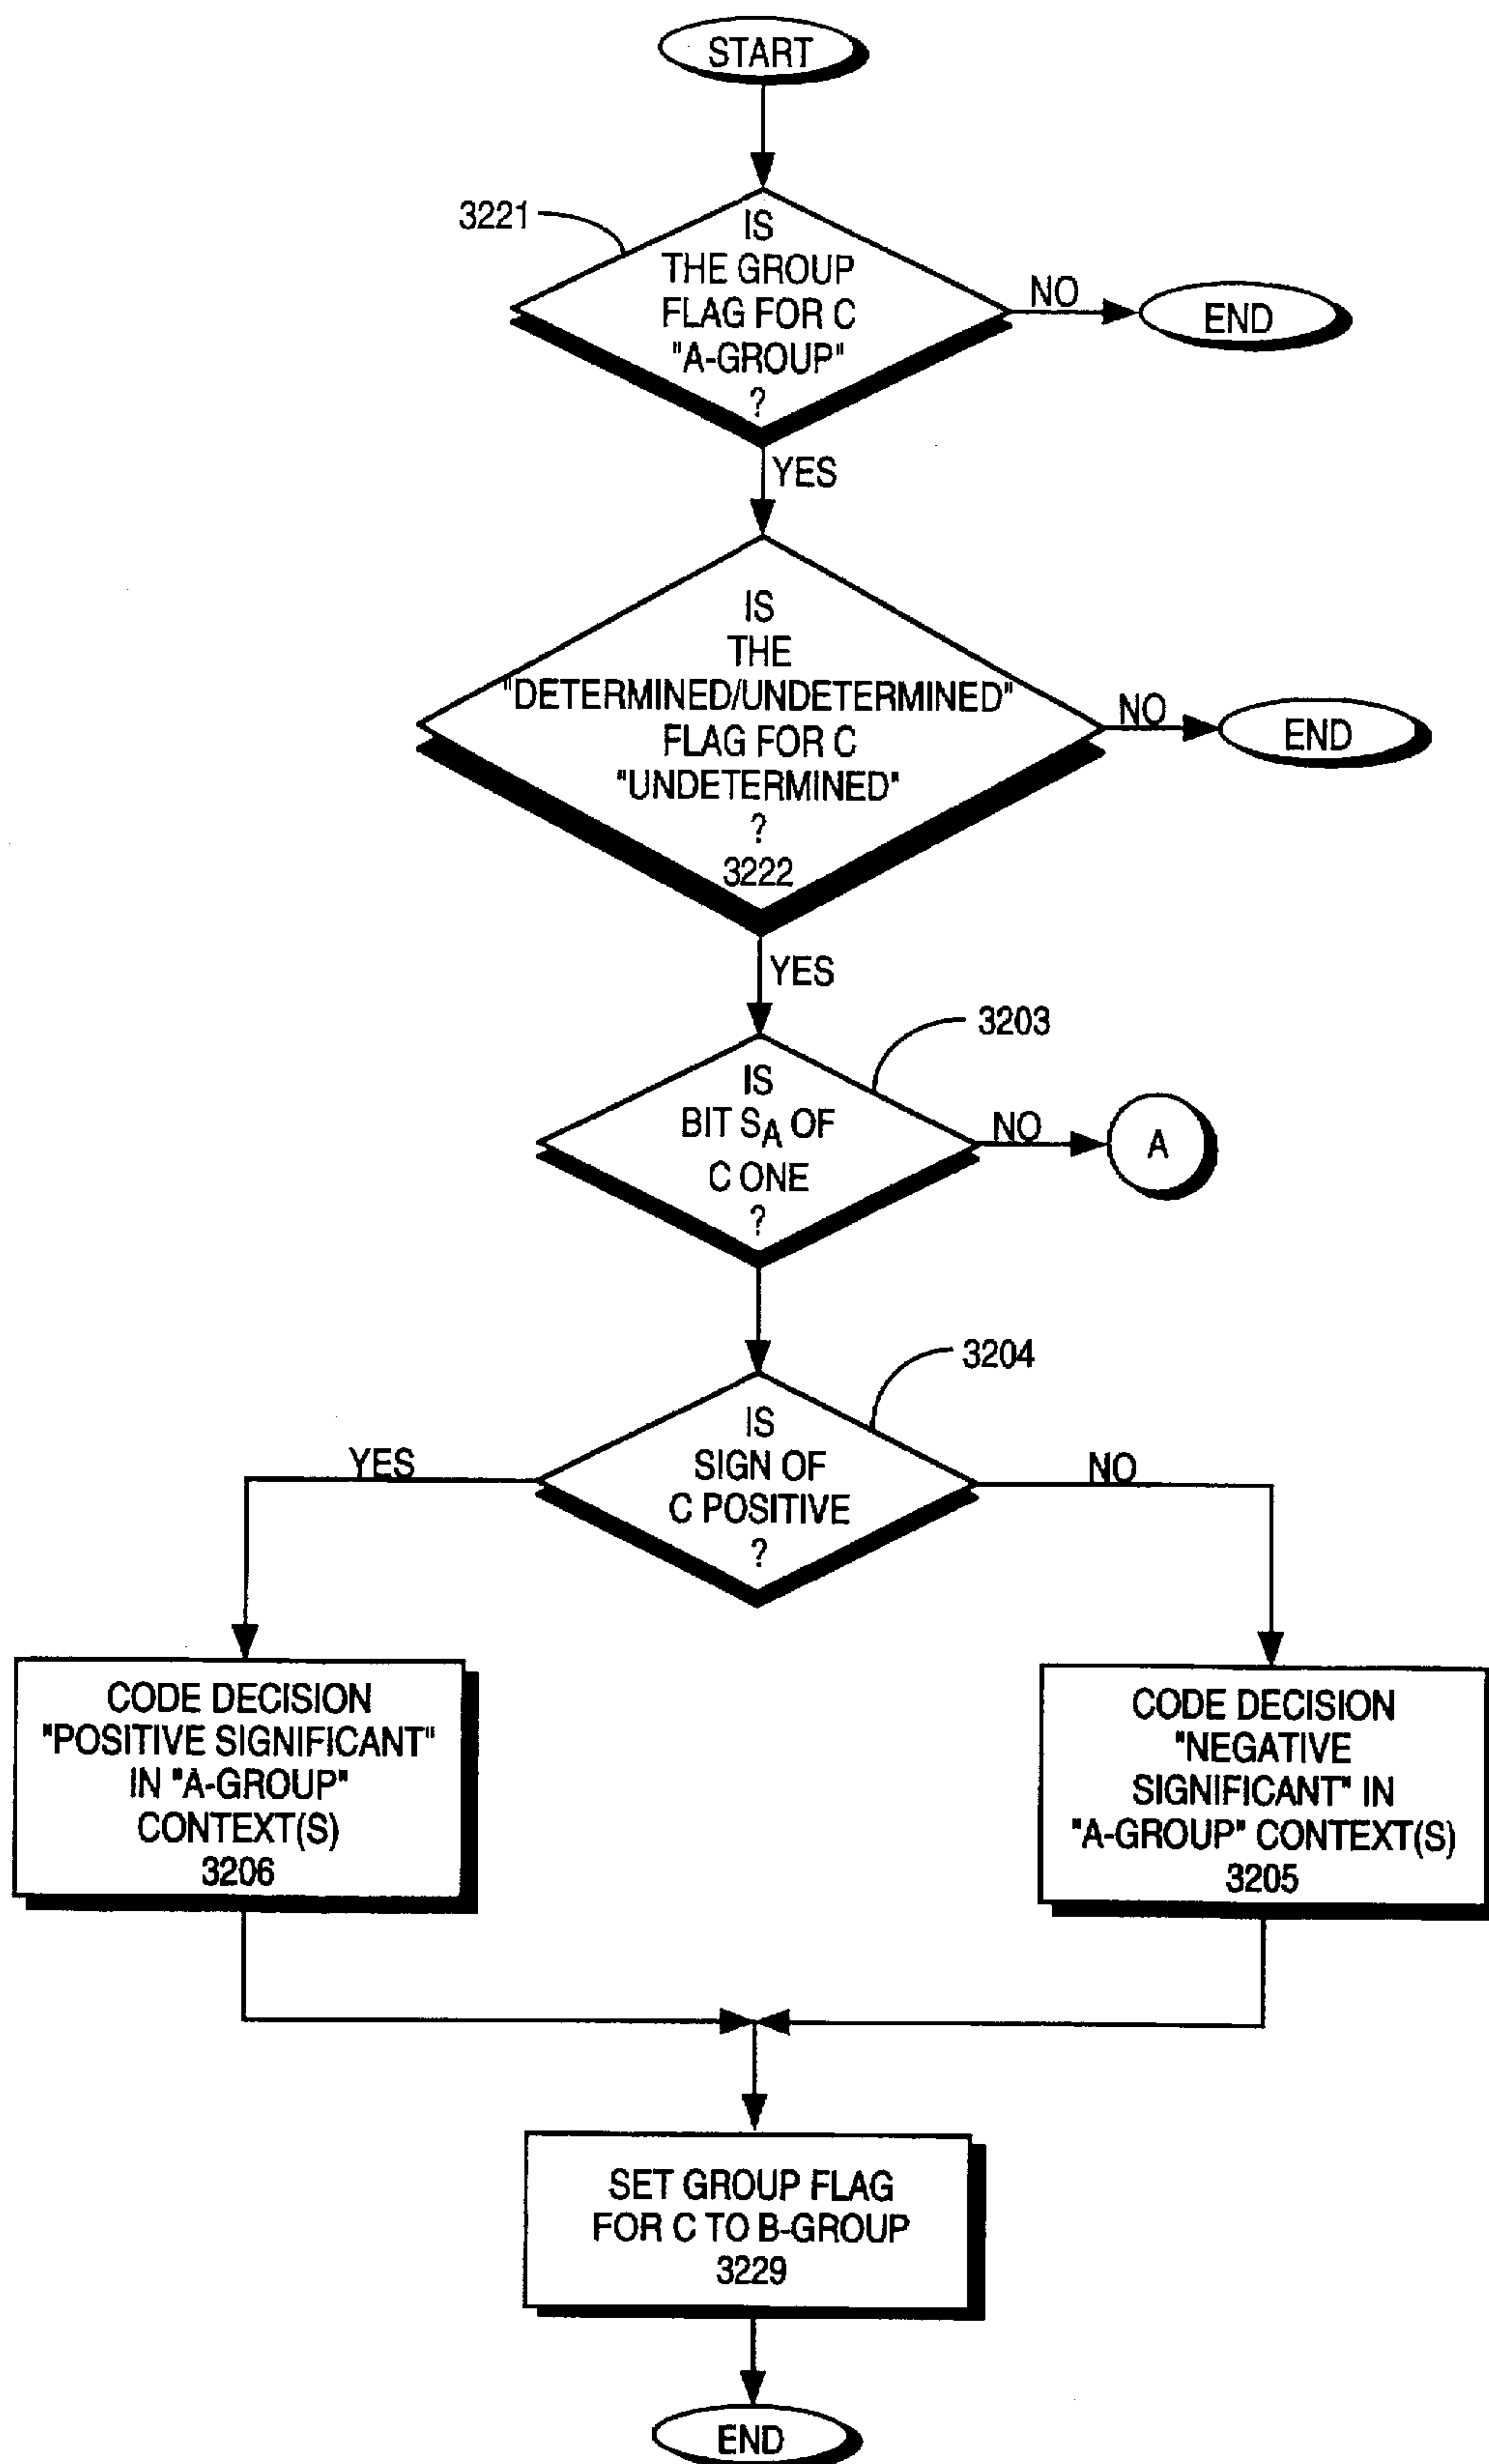 START
3221
IS
THE GROUP
FLAG FOR C
"A-GROUP"
?
NO
END
YES
IS
THE
"DETERMINED/UNDETERMINED"
FLAG FOR C
"UNDETERMINED"
?
3222
NO
END
YES
3203
IS
BIT SA OF
C ONE
?
NO
A
3204
IS
SIGN OF
C POSITIVE
?
YES
NO
CODE DECISION
"POSITIVE SIGNIFICANT"
IN "A-GROUP"
CONTEXT(S)
3206
CODE DECISION
"NEGATIVE
SIGNIFICANT" IN
"A-GROUP" CONTEXT(S)
3205
SET GROUP FLAG
FOR C TO B-GROUP
3229
END